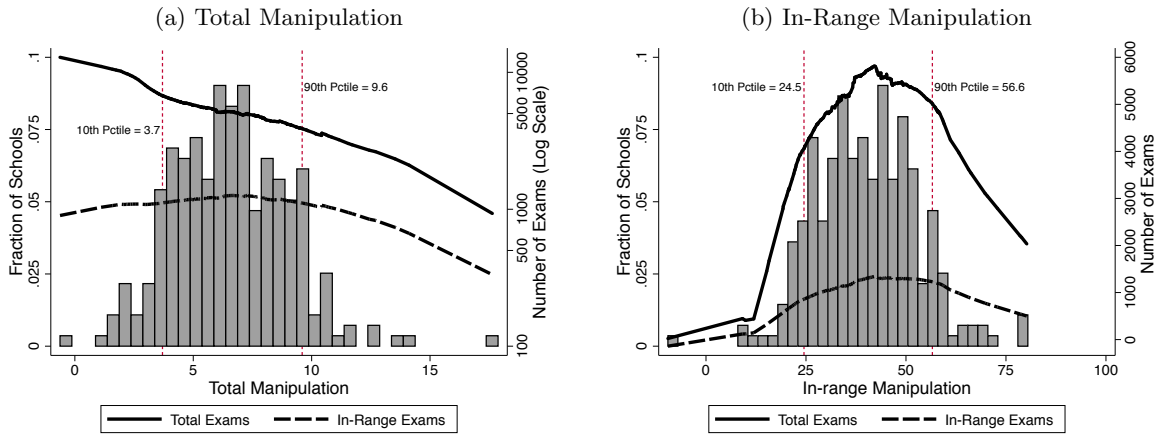 (a) Total Manipulation
Fraction of Schools
0
.025
.05
.075
.1
10th Pctile = 3.7
90th Pctile = 9.6
100
500
1000
5000
10000
Number of Exams (Log Scale)
0
5
10
15
Total Manipulation
Total Exams
In-Range Exams
(b) In-Range Manipulation
Fraction of Schools
0
.025
.05
.075
.1
10th Pctile = 24.5
90th Pctile = 56.6
0
1000
2000
3000
4000
5000
6000
Number of Exams
0
25
50
75
100
In-range Manipulation
Total Exams
In-Range Exams